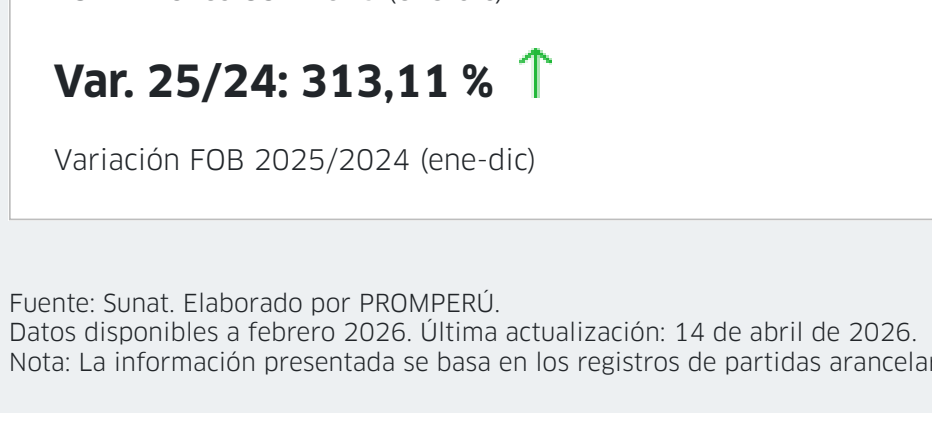 Var. 25/24: 313,11 %
Variación FOB 2025/2024 (ene-dic)
Fuente: Sunat. Elaborado por PROMPERÚ.
Datos disponibles a febrero 2026. Última actualización: 14 de abril de 2026.
Nota: La información presentada se basa en los registros de partidas